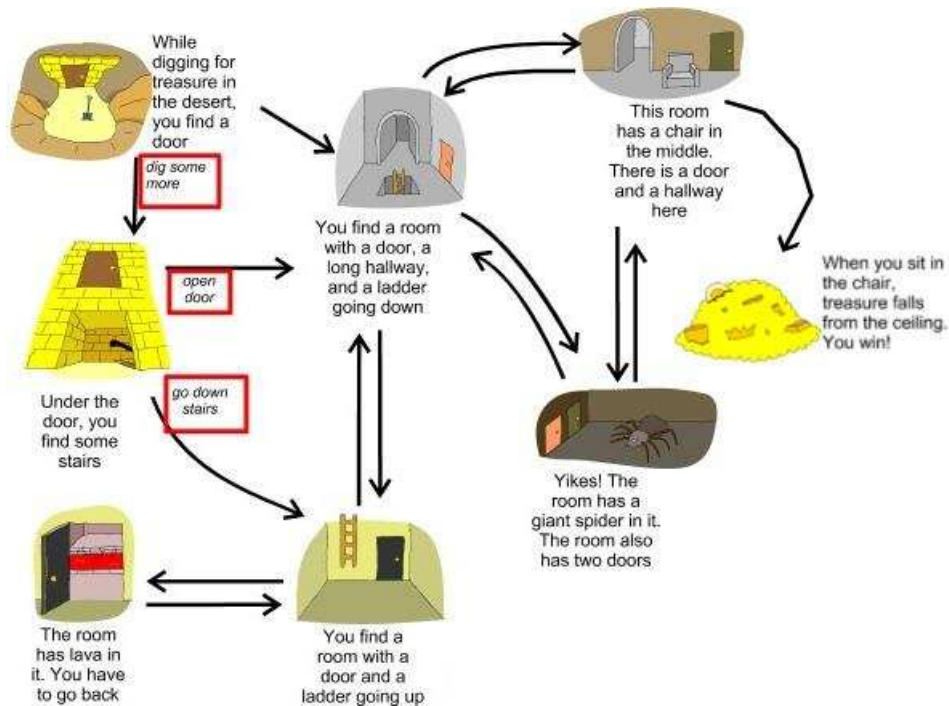 While
digging for
treasure in
the desert,
you find a
door
dig some
more
This room
has a chair in
the middle.
There is a door
and a hallway
here
You find a room
with a door, a
long hallway,
and a ladder
going down
open
door
When you sit in
the chair,
treasure falls
from the ceiling.
You win!
go down
stairs
Under the
door, you
find some
stairs
Yikes! The
room has a
giant spider in it.
The room also
has two doors
The room
has lava in
it. You have
to go back
You find a
room with a
door and a
ladder going up